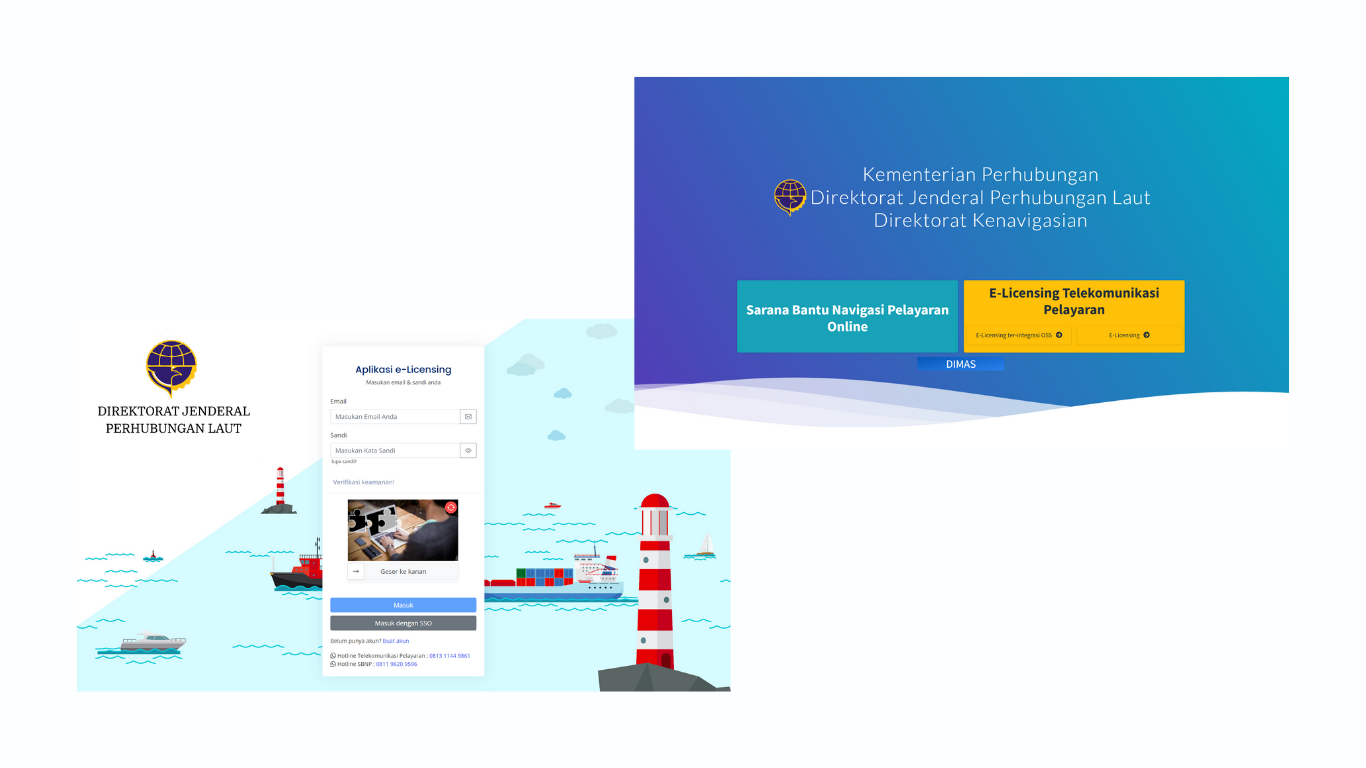 Kementerian Perhubungan
Direktorat Jenderal Perhubungan Laut
Direktorat Kenavigasian
Sarana Bantu Navigasi Pelayaran
Online
E-Licensing Telekomunikasi
Pelayaran
E-Licensing ter-integrasi OSS
E-Licensing
DIMAS
DIREKTORAT JENDERAL
PERHUBUNGAN LAUT
Aplikasi e-Licensing
Masukan email & sandi anda
Email
Masukan Email Anda
Sandi
Masukan Kata Sandi
lupa sandi?
Verifikasi keamanan!
Geser ke kanan
Masuk
Masuk dengan SSO
Belum punya akun? Buat akun
Hotline Telekomunikasi Pelayaran : 0813 1144 9861
Hotline SBNP : 0811 9620 9596